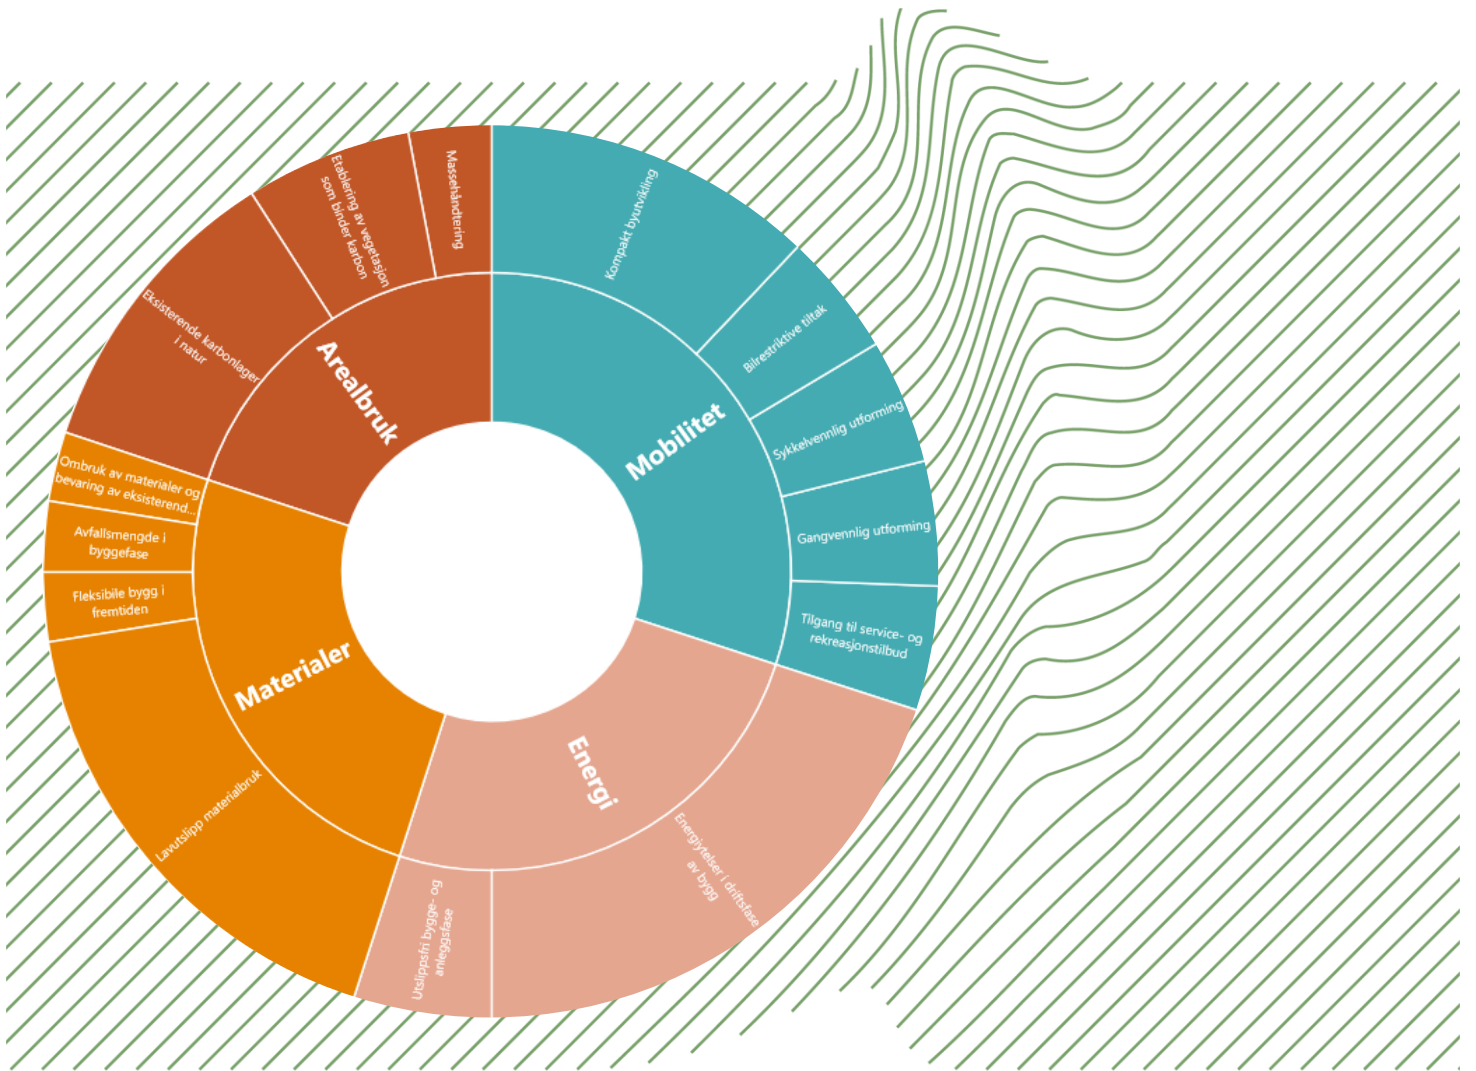 Mobilitet
Kompakt byutvikling
Bilrestriktive tiltak
Sykkelvennlig utforming
Gangvennlig utforming
Tilgang til service- og
rekreasjonstilbud
Energi
Energiytelser i driftsfase
av bygg
Utslippsfri bygge- og
anleggsfase
Materialer
Lavutslipp materialbruk
Fleksibile bygg i
fremtiden
Avfallsmengde i
byggefase
Ombruk av materialer og
bevaring av eksisterend...
Arealbruk
Eksisterende karbonlager
i natur
Etablering av vegetasjon
som binder karbon
Massehåndtering